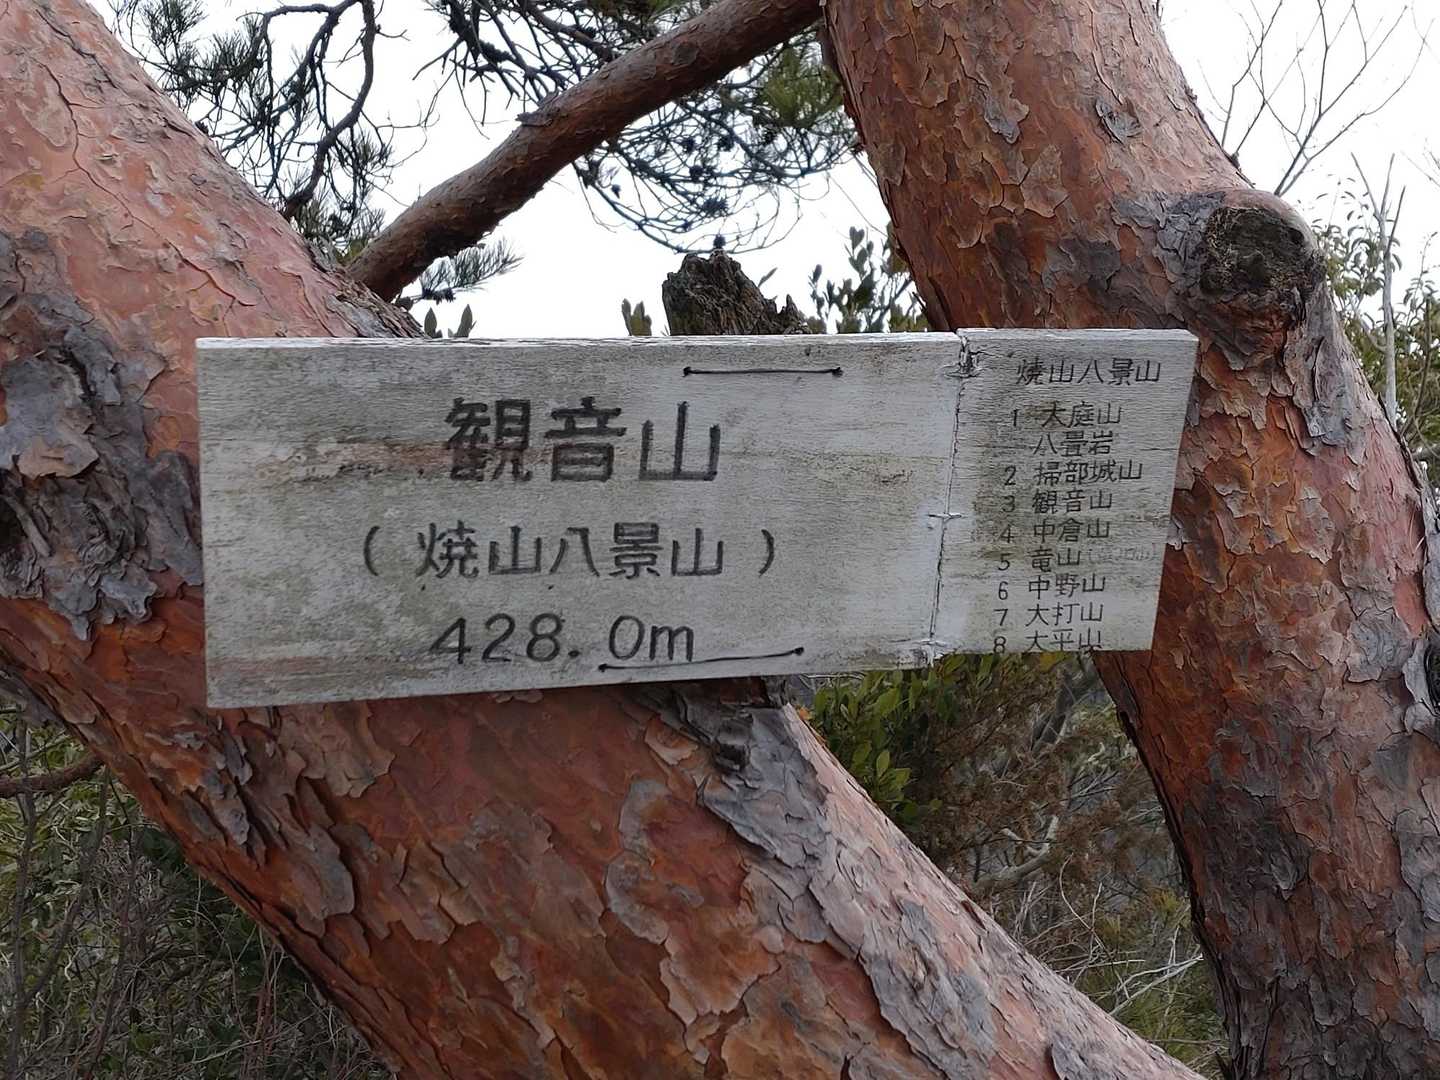 観音山
(焼山八景山)
428.0m
焼山八景山
1 大庭山
八畳岩
2 掃部城山
3 観音山
4 中倉山
5 竜山
6 中野山
7 大打山
8 大平山